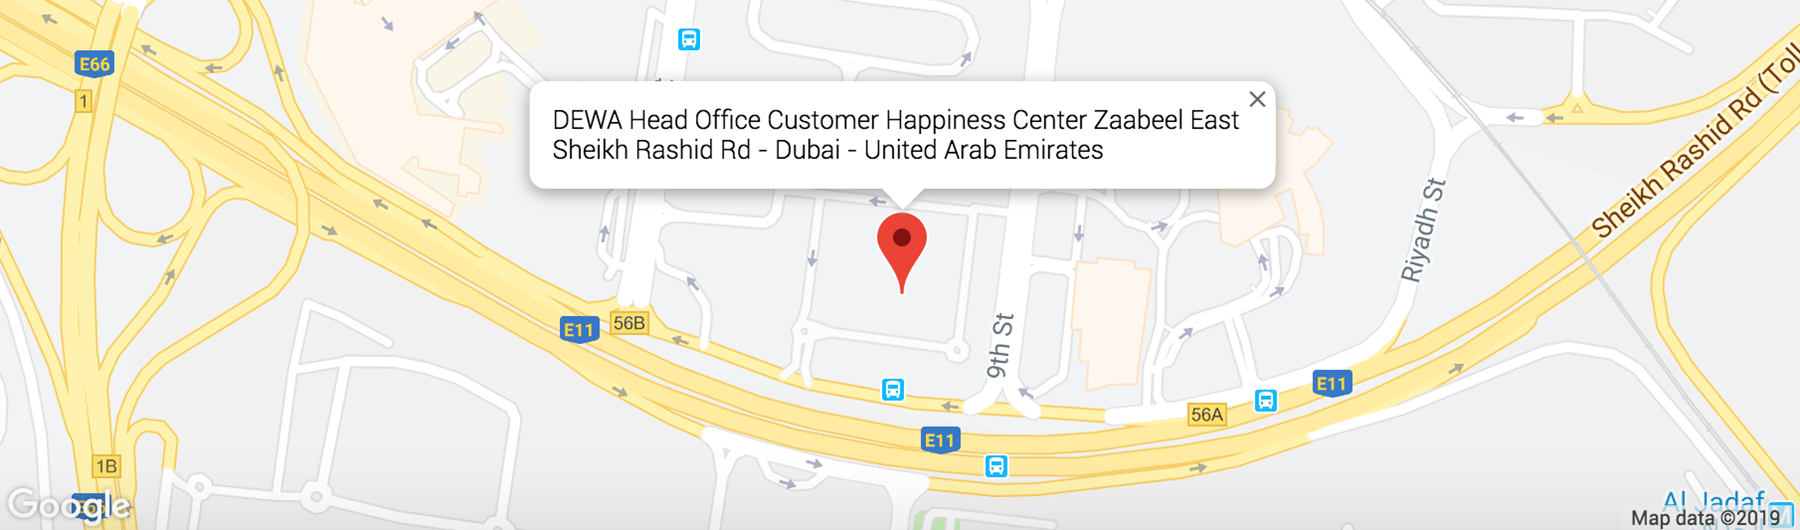 E66
1
DEWA Head Office Customer Happiness Center Zaabeel East
Sheikh Rashid Rd - Dubai - United Arab Emirates
Sheikh Rashid Rd (Toll
Riyadh St
9th St
E11
56B
E11
56A
E11
1B
Google
Al Jadaf
Map data ©2019